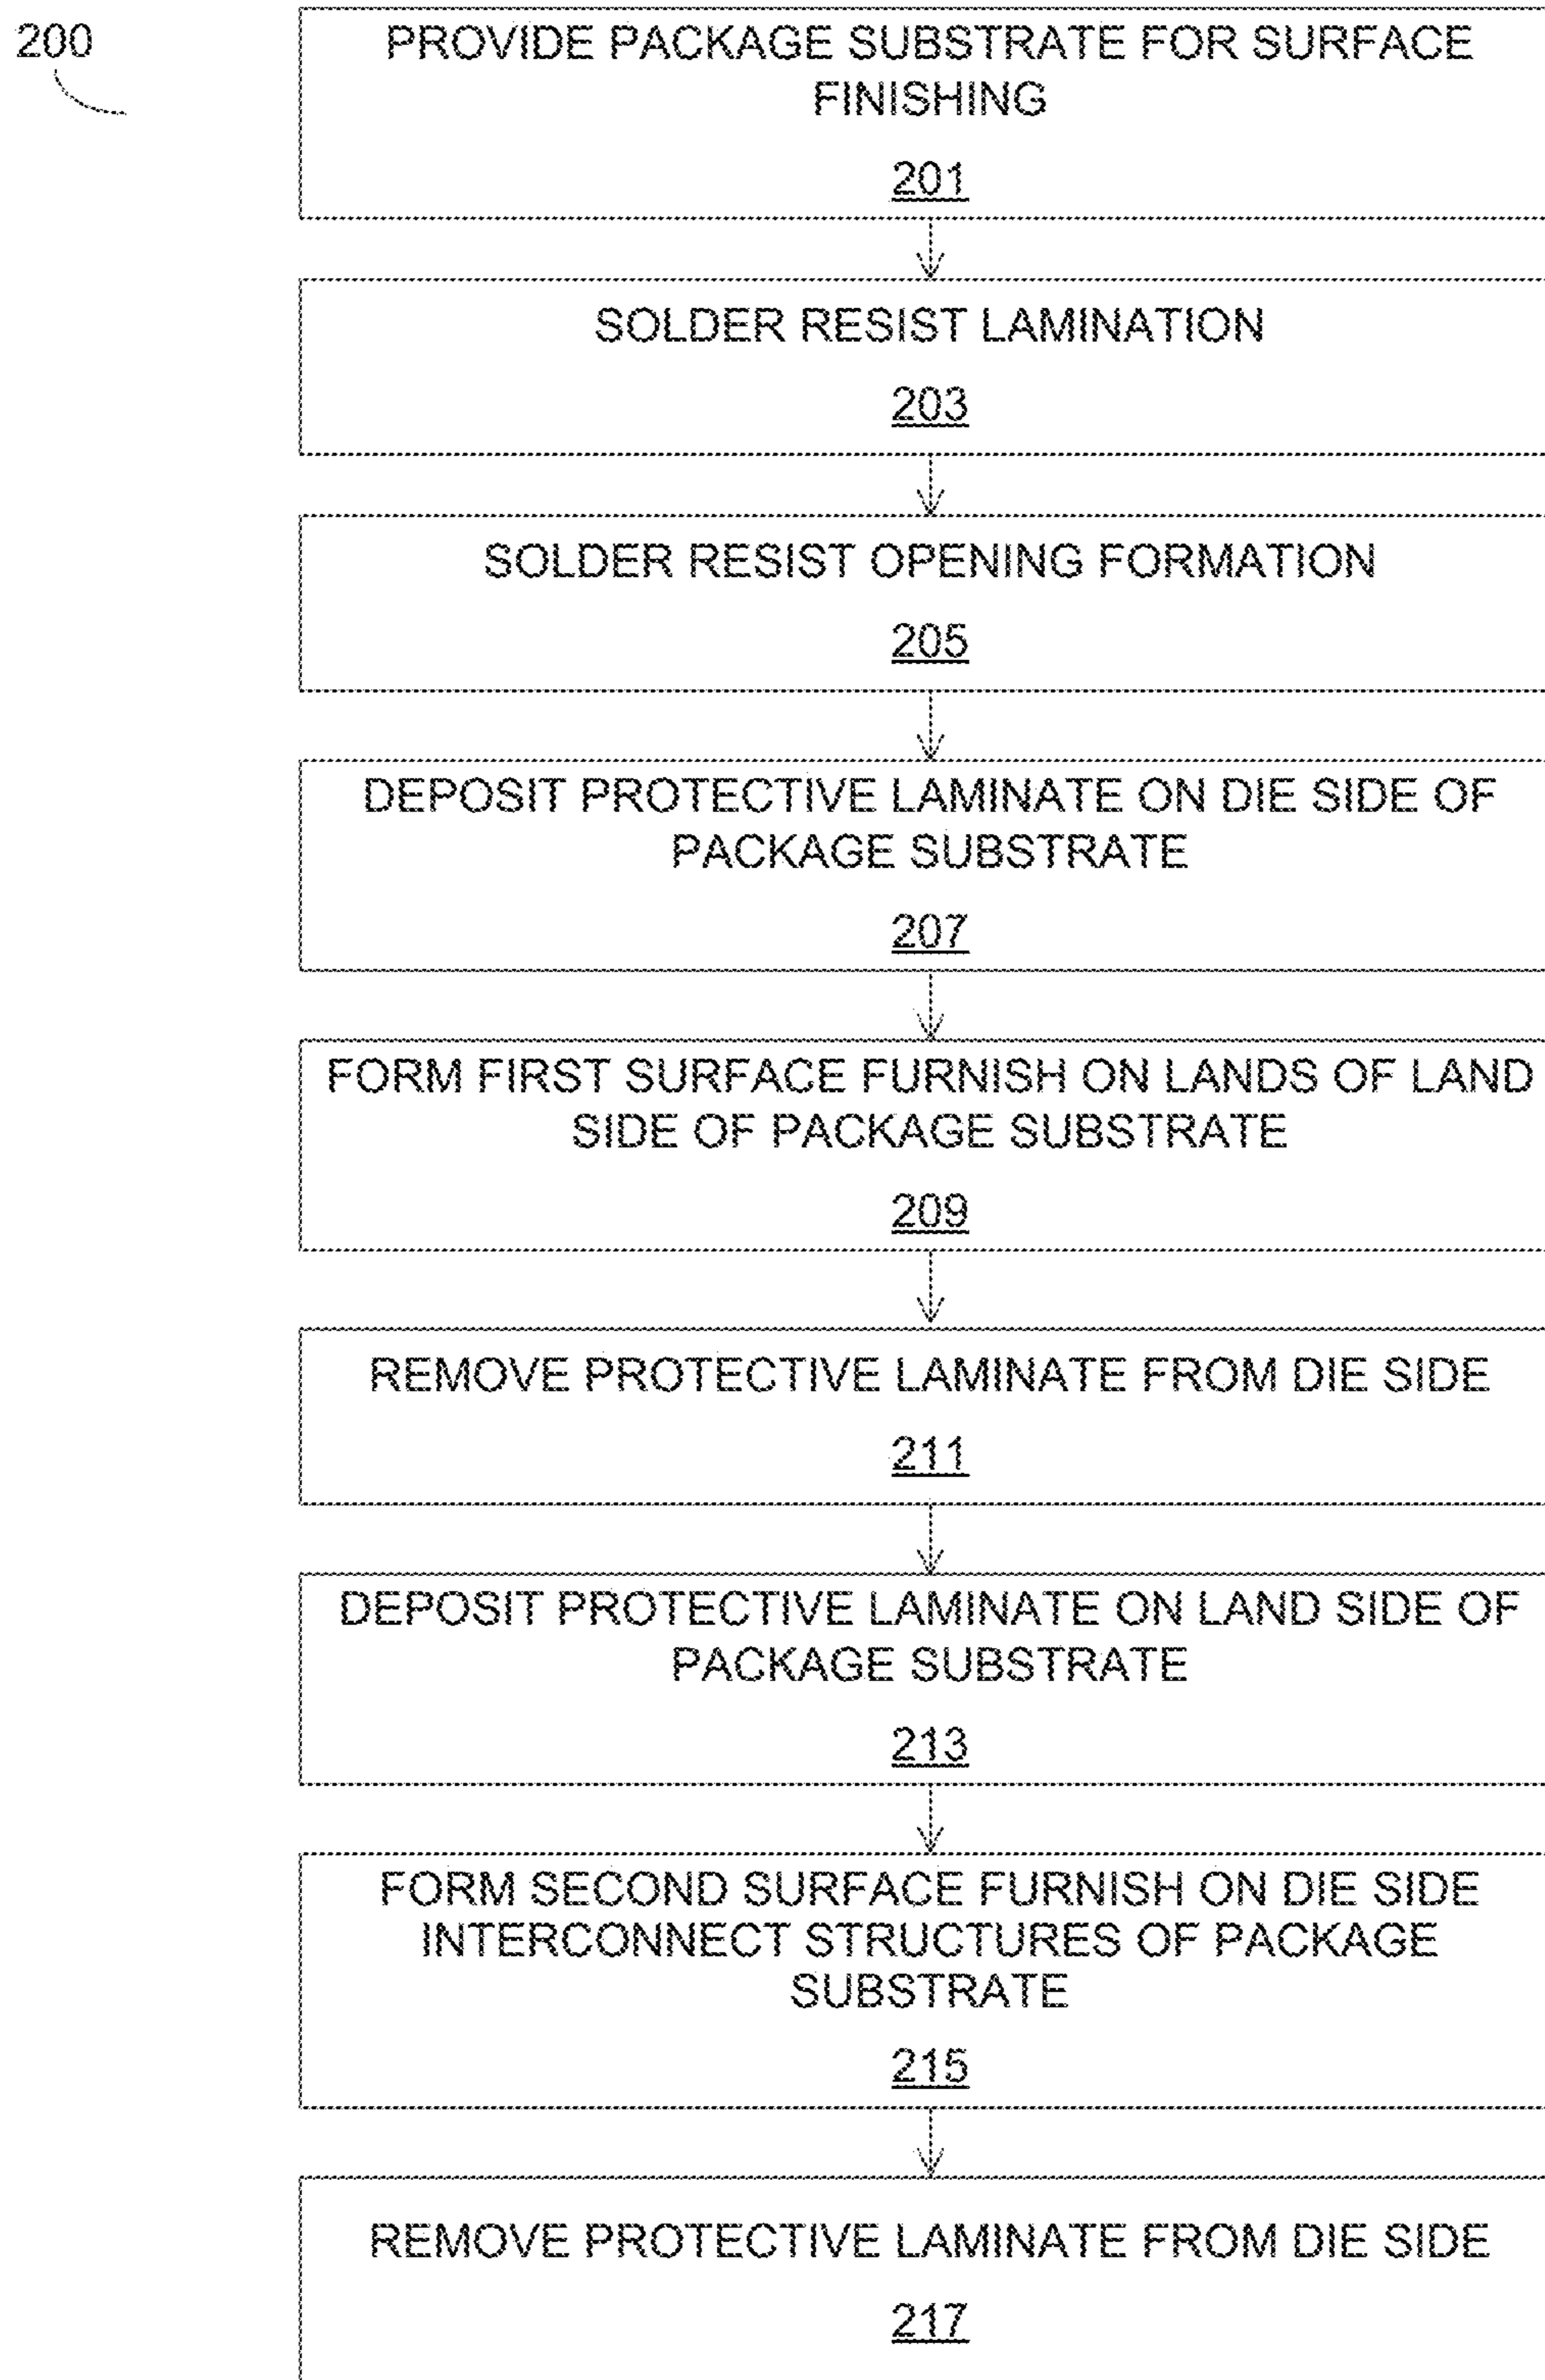 200
PROVIDE PACKAGE SUBSTRATE FOR SURFACE
FINISHING
201
SOLDER RESIST LAMINATION
203
SOLDER RESIST OPENING FORMATION
205
DEPOSIT PROTECTIVE LAMINATE ON DIE SIDE OF
PACKAGE SUBSTRATE
207
FORM FIRST SURFACE FURNISH ON LANDS OF LAND
SIDE OF PACKAGE SUBSTRATE
209
REMOVE PROTECTIVE LAMINATE FROM DIE SIDE
211
DEPOSIT PROTECTIVE LAMINATE ON LAND SIDE OF
PACKAGE SUBSTRATE
213
FORM SECOND SURFACE FURNISH ON DIE SIDE
INTERCONNECT STRUCTURES OF PACKAGE
SUBSTRATE
215
REMOVE PROTECTIVE LAMINATE FROM DIE SIDE
217